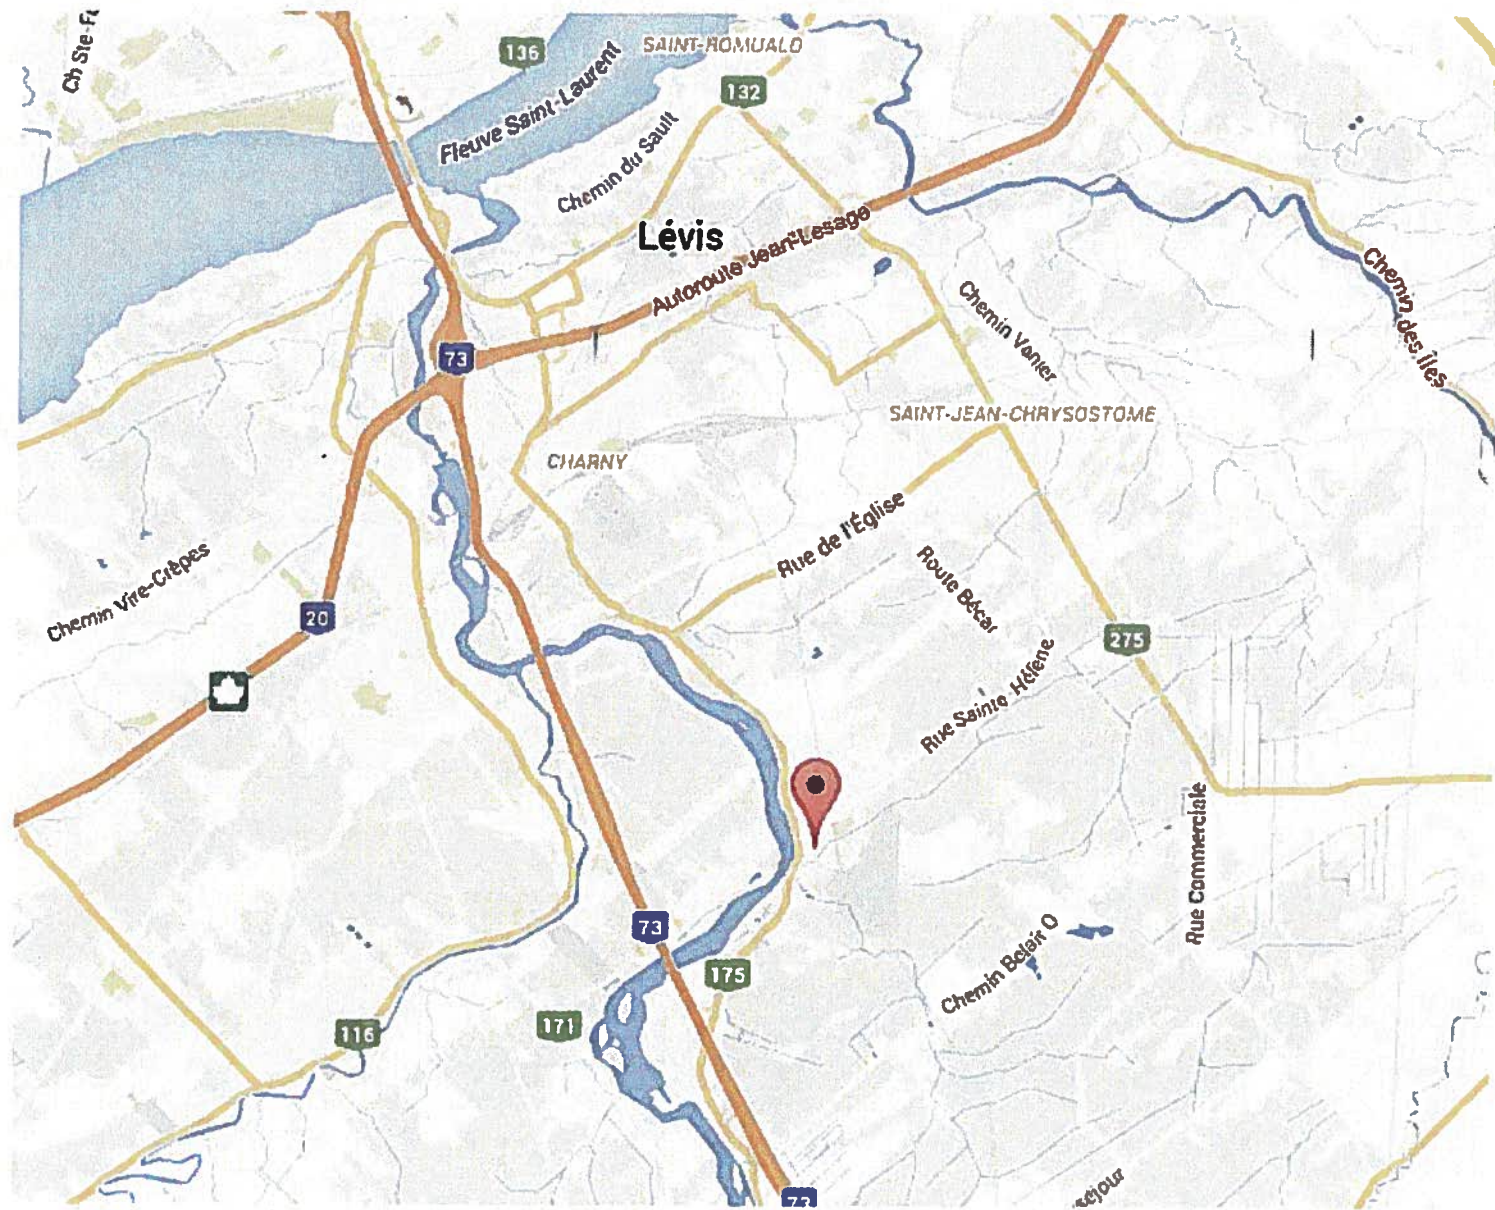 136
SAINT-ROMUALD
Ch Ste-F
Fleuve Saint-Laurent
132
Chemin du Sault
Lévis
Autoroute Jean-Lesage
Chemin des Îles
Chemin Vanier
73
SAINT-JEAN-CHRYSOSTOME
CHARNY
Rue de l'Église
Chemin Vire-Crêpes
Route Bécar
20
275
Rue Sainte-Hélène
Rue Commerciale
73
Chemin Belair O
175
171
116
séjour
73